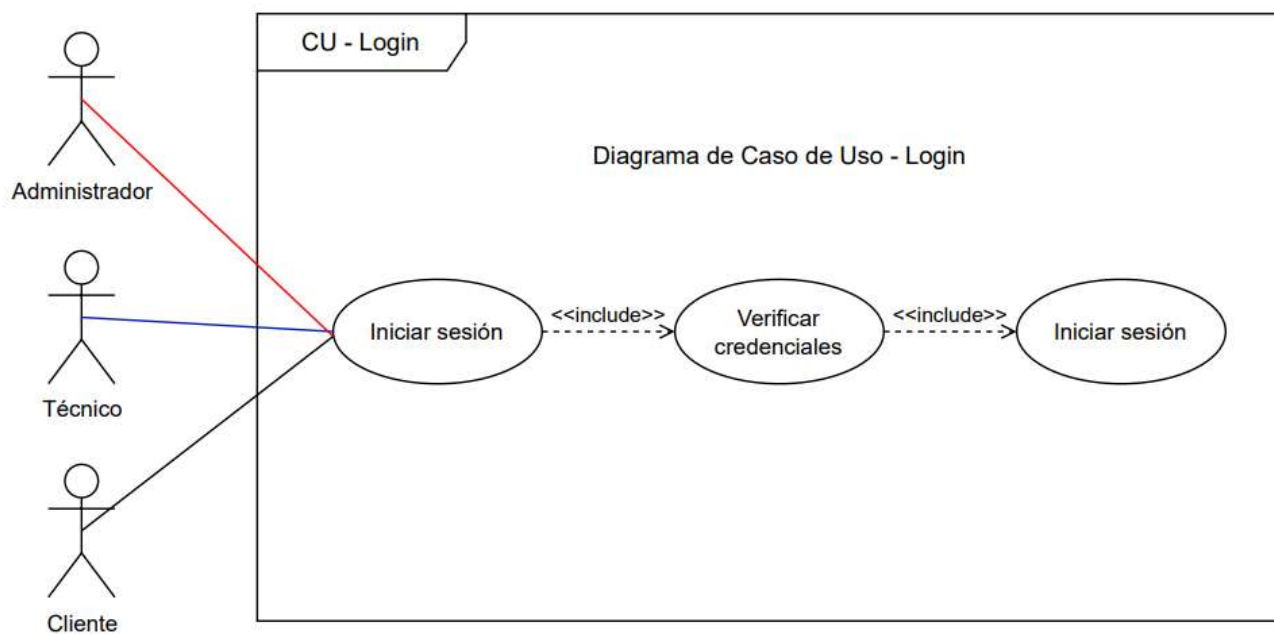 CU - Login
Diagrama de Caso de Uso - Login
Administrador
Técnico
Cliente
Iniciar sesión
<<include>>
Verificar
credenciales
<<include>>
Iniciar sesión